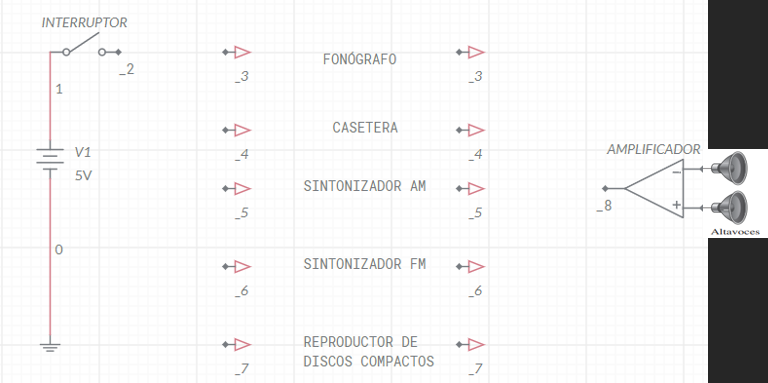 INTERRUPTOR
_2
1
V1
5V
0
_3
FONÓGRAFO
_3
_4
CASETERA
_4
_5
SINTONIZADOR AM
_5
_6
SINTONIZADOR FM
_6
_7
REPRODUCTOR DE
DISCOS COMPACTOS
_7
AMPLIFICADOR
_8
−
+
Altavoces